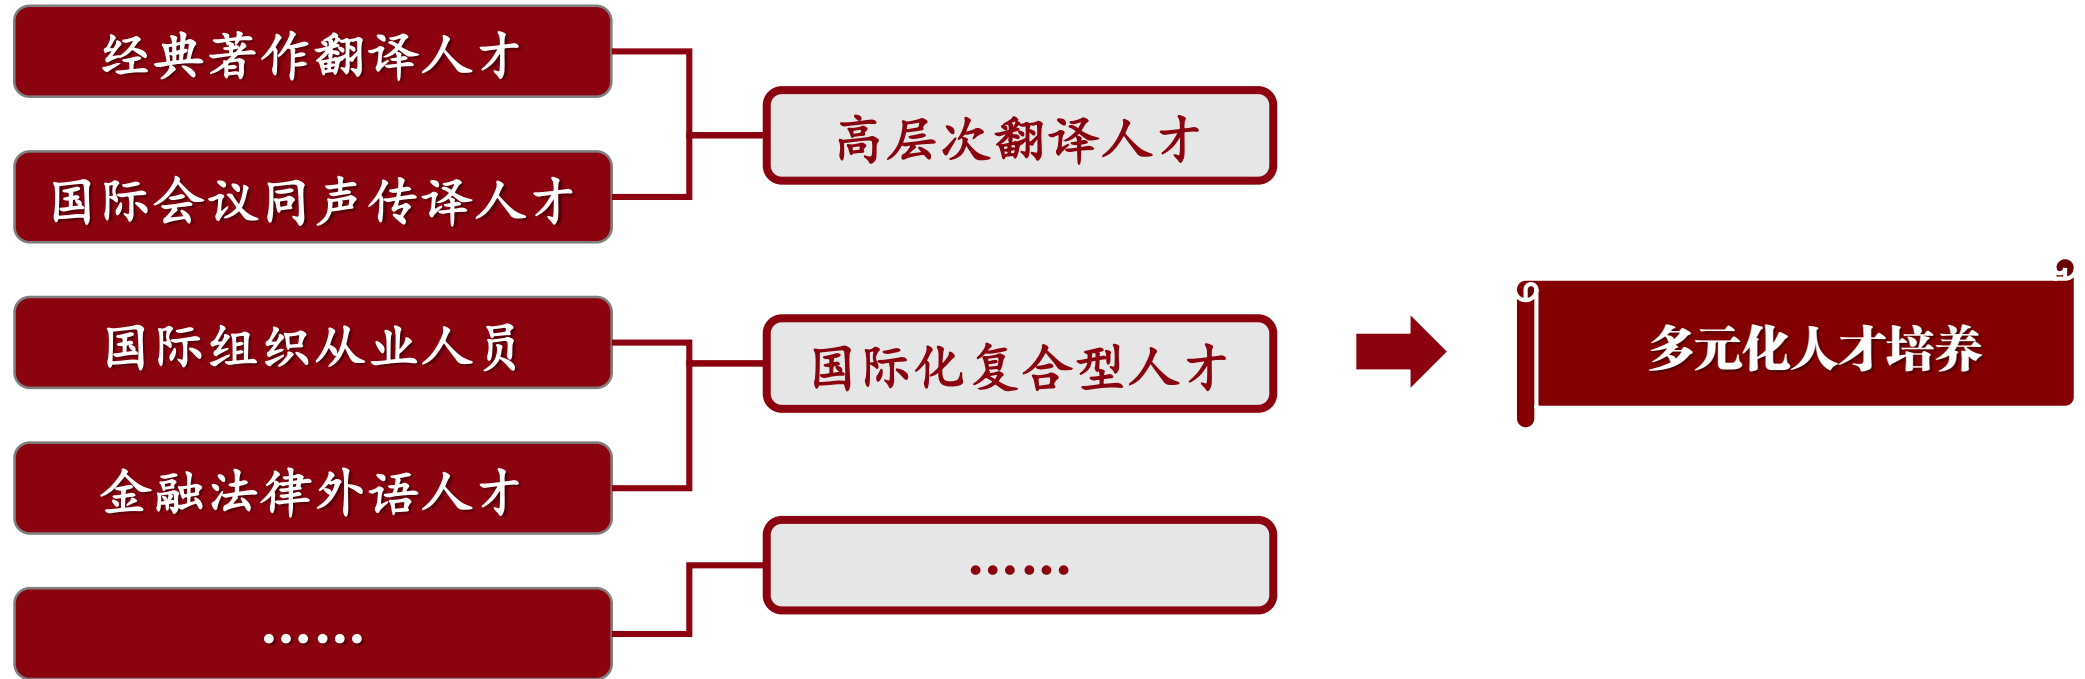 经典著作翻译人才
国际会议同声传译人才
国际组织从业人员
金融法律外语人才
……
高层次翻译人才
国际化复合型人才
……
多元化人才培养